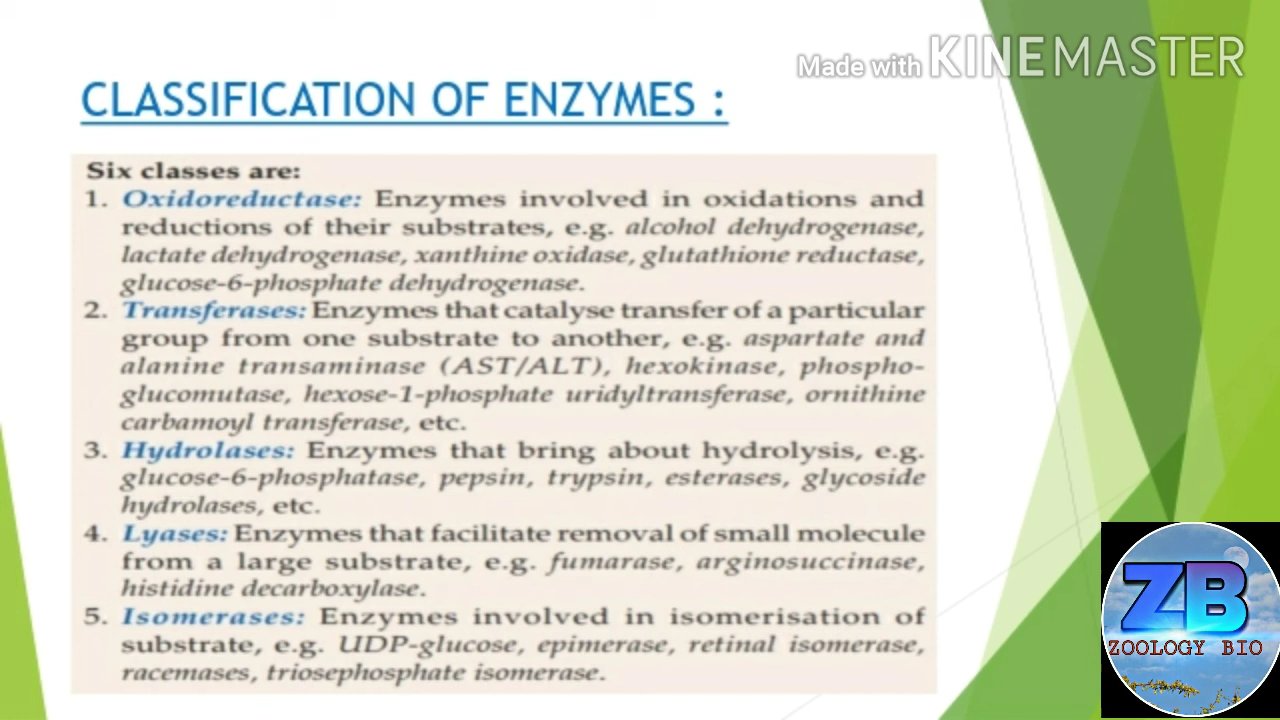 Made with KINEMASTER
CLASSIFICATION OF ENZYMES :
Six classes are:
1. Oxidoreductase: Enzymes involved in oxidations and
reductions of their substrates, e.g. alcohol dehydrogenase,
lactate dehydrogenase, xanthine oxidase, glutathione reductase,
glucose-6-phosphate dehydrogenase.
2. Transferases: Enzymes that catalyse transfer of a particular
group from one substrate to another, e.g. aspartate and
alanine transaminase (AST/ALT), hexokinase, phospho-
glucomutase, hexose-1-phosphate uridyltransferase, ornithine
carbamoyl transferase, etc.
3. Hydrolases: Enzymes that bring about hydrolysis, e.g.
glucose-6-phosphatase, pepsin, trypsin, esterases, glycoside
hydrolases, etc.
4. Lyases: Enzymes that facilitate removal of small molecule
from a large substrate, e.g. fumarase, arginosuccinase,
histidine decarboxylase.
5. Isomerases: Enzymes involved in isomerisation of
substrate, e.g. UDP-glucose, epimerase, retinal isomerase,
racemases, triosephosphate isomerase.
ZB
ZOOLOGY BIO